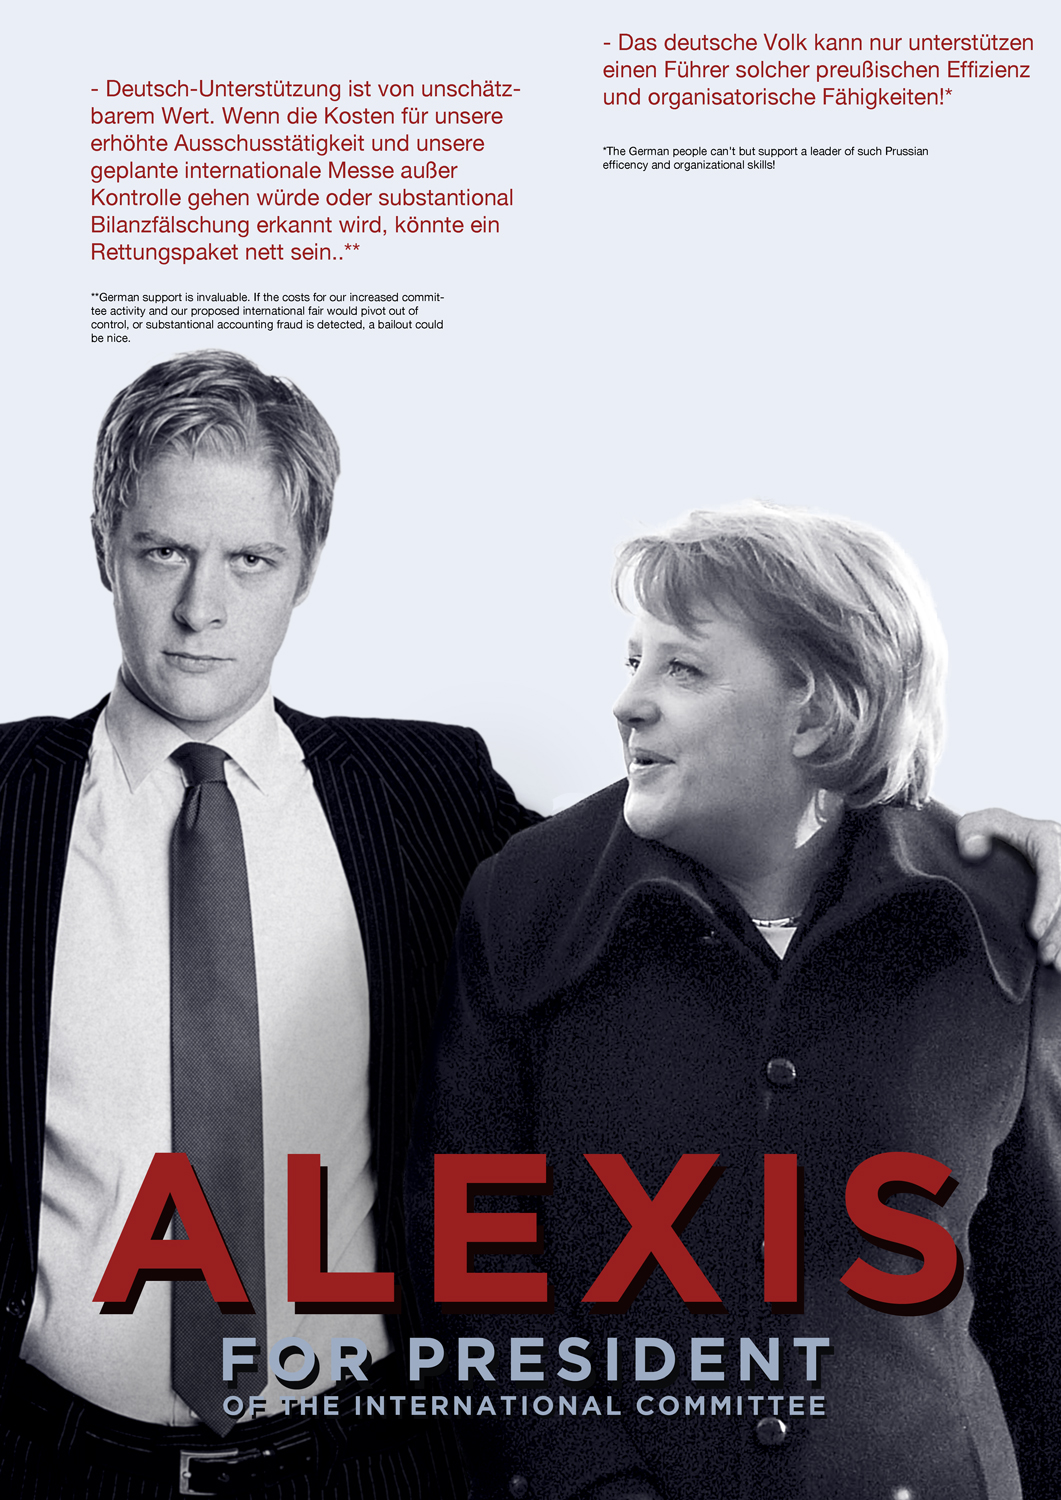 - Das deutsche Volk kann nur unterstützen
einen Führer solcher preußischen Effizienz
und organisatorische Fähigkeiten!*
*The German people can't but support a leader of such Prussian
efficency and organizational skills!
- Deutsch-Unterstützung ist von unschätz-
barem Wert. Wenn die Kosten für unsere
erhöhte Ausschusstätigkeit und unsere
geplante internationale Messe außer
Kontrolle gehen würde oder substantional
Bilanzfälschung erkannt wird, könnte ein
Rettungspaket nett sein..**
**German support is invaluable. If the costs for our increased commit-
tee activity and our proposed international fair would pivot out of
control, or substantional accounting fraud is detected, a bailout could
be nice.
ALEXIS
FOR PRESIDENT
OF THE INTERNATIONAL COMMITTEE